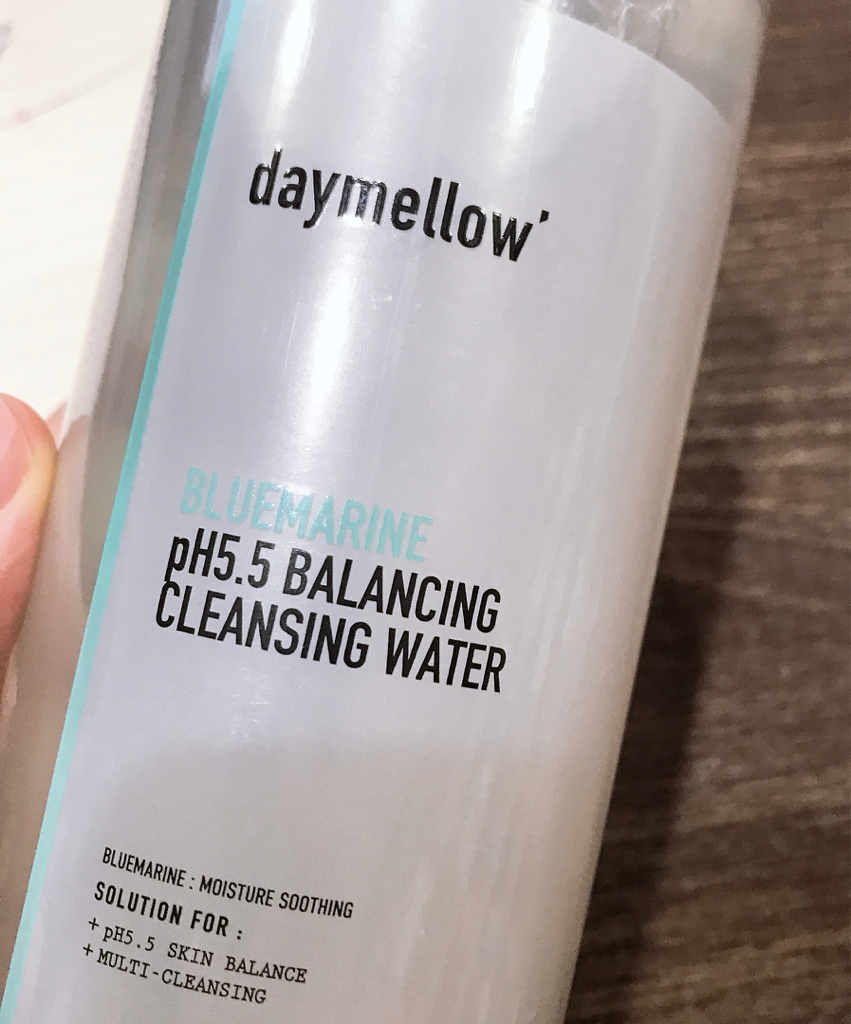 daymellow'
BLUEMARINE
pH5.5 BALANCING
CLEANSING WATER
BLUEMARINE : MOISTURE SOOTHING
SOLUTION FOR :
+ pH5.5 SKIN BALANCE
+ MULTI-CLEANSING